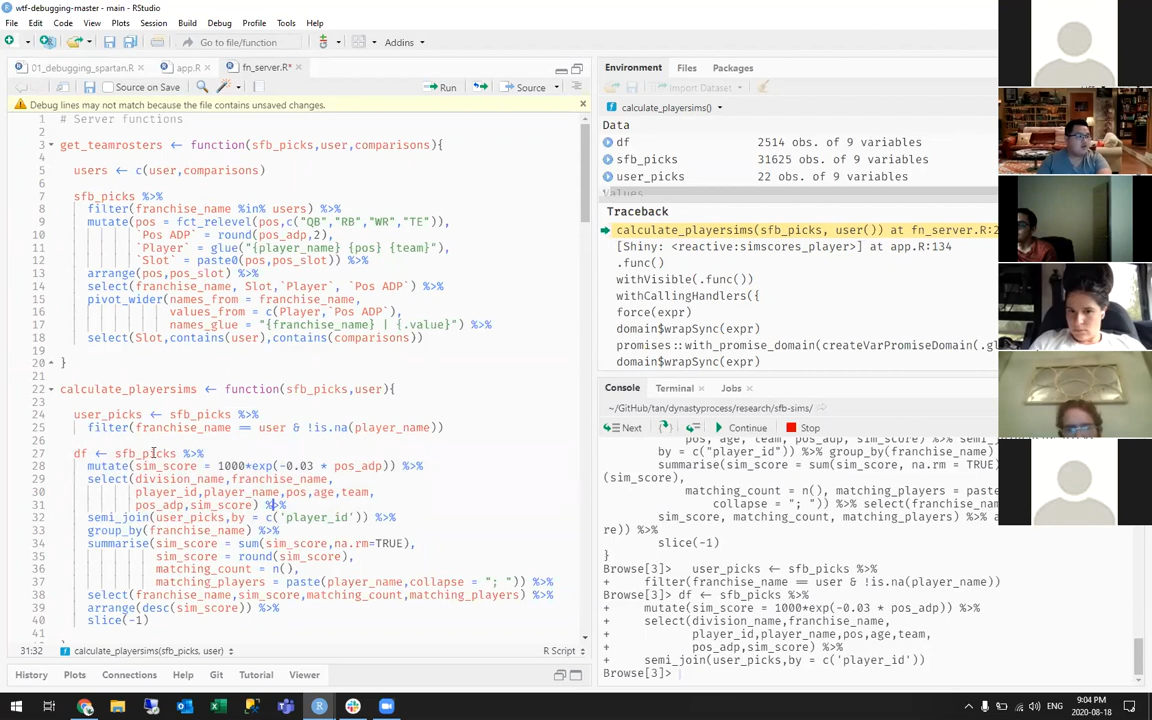 wtf-debugging-master - main - RStudio
File Edit Code View Plots Session Build Debug Profile Tools Help
Go to file/function Addins
01_debugging_spartan.R app.R fn_server.R*
Source on Save Run Source
Debug lines may not match because the file contains unsaved changes.
1 # Server functions
2
3 get_teamrosters ← function(sfb_picks,user,comparisons){
4
5 users ← c(user,comparisons)
6
7 sfb_picks %>%
8 filter(franchise_name %in% users) %>%
9 mutate(pos = fct_relevel(pos,c("QB","RB","WR","TE")),
10 `Pos ADP` = round(pos_adp,2),
11 `Player` = glue("{player_name} {pos} {team}"),
12 `Slot` = paste0(pos,pos_slot)) %>%
13 arrange(pos,pos_slot) %>%
14 select(franchise_name, Slot,`Player`, `Pos ADP`) %>%
15 pivot_wider(names_from = franchise_name,
16 values_from = c(Player,`Pos ADP`),
17 names_glue = "{franchise_name} | {.value}") %>%
18 select(Slot,contains(user),contains(comparisons))
19
20 }
21
22 calculate_playersims ← function(sfb_picks,user){
23
24 user_picks ← sfb_picks %>%
25 filter(franchise_name == user & !is.na(player_name))
26
27 df ← sfb_picks %>%
28 mutate(sim_score = 1000*exp(-0.03 * pos_adp)) %>%
29 select(division_name,franchise_name,
30 player_id,player_name,pos,age,team,
31 pos_adp,sim_score) %>%
32 semi_join(user_picks,by = c('player_id')) %>%
33 group_by(franchise_name) %>%
34 summarise(sim_score = sum(sim_score,na.rm=TRUE),
35 sim_score = round(sim_score),
36 matching_count = n(),
37 matching_players = paste(player_name,collapse = "; ")) %>%
38 select(franchise_name,sim_score,matching_count,matching_players) %>%
39 arrange(desc(sim_score)) %>%
40 slice(-1)
41
31:32 calculate_playersims(sfb_picks, user) R Script
History Plots Connections Help Git Tutorial Viewer
Environment Files Packages
Import Dataset
calculate_playersims()
Data
df 2514 obs. of 9 variables
sfb_picks 31625 obs. of 9 variables
user_picks 22 obs. of 9 variables
Values
Traceback
calculate_playersims(sfb_picks, user()) at fn_server.R:2
[Shiny: <reactive:simscores_player>] at app.R:134
.func()
withVisible(.func())
withCallingHandlers({
force(expr)
domain$wrapSync(expr)
promises::with_promise_domain(createVarPromiseDomain(.gl
domain$wrapSync(expr)
Console Terminal Jobs
~/GitHub/tan/dynastyprocess/research/sfb-sims/
Next Continue Stop
pos, age, team, pos_adp, sim_score) %>% semi_j
by = c("player_id")) %>% group_by(franchise_name) %>%
summarise(sim_score = sum(sim_score, na.rm = TRUE)
(sim_score),
matching_count = n(), matching_players = paste(pl
collapse = "; ")) %>% select(franchise_name,
sim_score, matching_count, matching_players) %>% a
re)) %>%
slice(-1)
}
Browse[3]> user_picks ← sfb_picks %>%
+ filter(franchise_name == user & !is.na(player_name))
Browse[3]> df ← sfb_picks %>%
+ mutate(sim_score = 1000*exp(-0.03 * pos_adp)) %>%
+ select(division_name,franchise_name,
+ player_id,player_name,pos,age,team,
+ pos_adp,sim_score) %>%
+ semi_join(user_picks,by = c('player_id'))
Browse[3]>
ENG
9:04 PM
2020-08-18